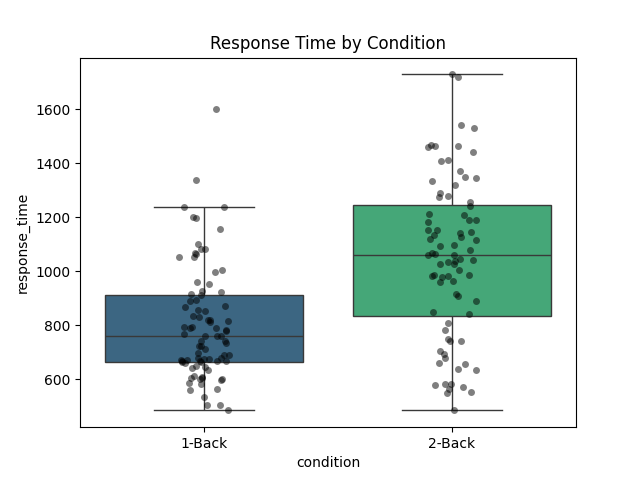 Response Time by Condition
response_time
1600
1400
1200
1000
800
600
1-Back
2-Back
condition